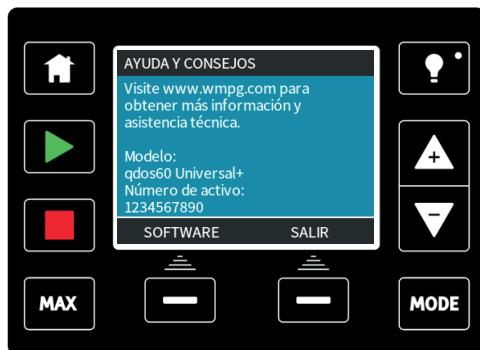 AYUDA Y CONSEJOS
Visite www.wmpg.com para
obtener más información y
asistencia técnica.
Modelo:
qdos60 Universal+
Número de activo:
1234567890
SOFTWARE SALIR
MAX
MODE